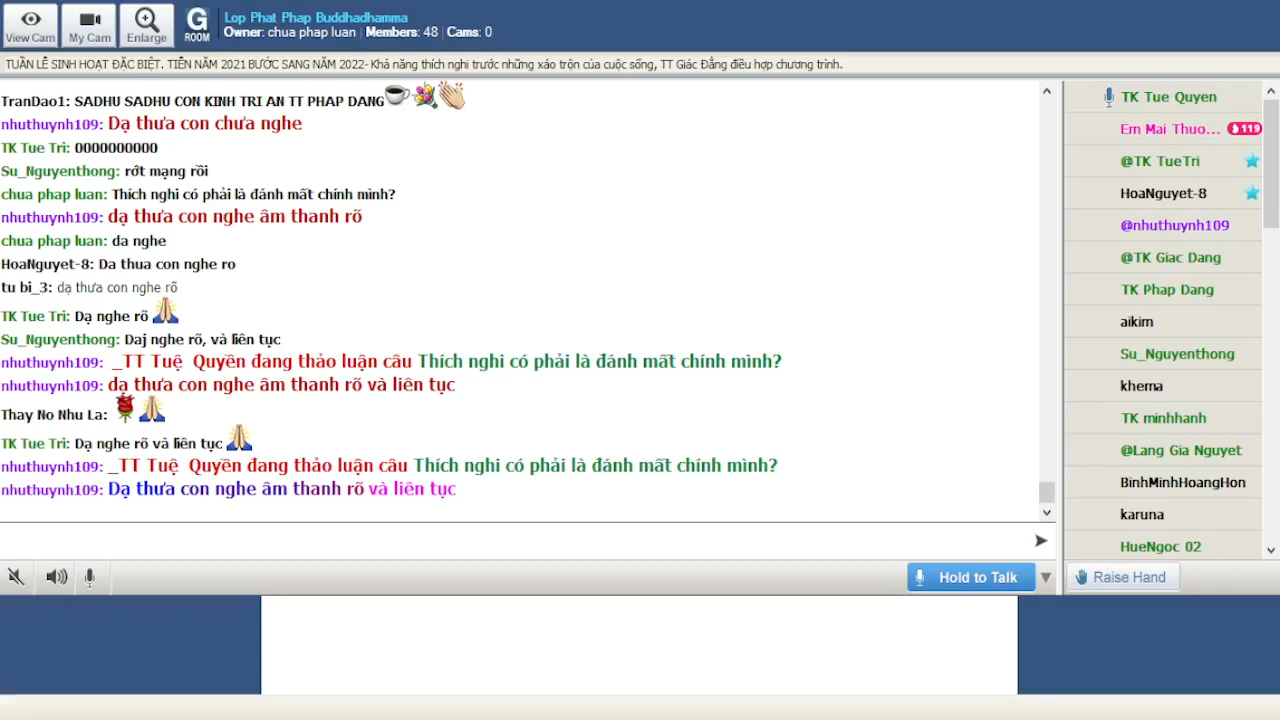 View Cam
My Cam
Enlarge
G
ROOM
Lop Phat Phap Buddhadhamma
Owner: chua phap luan | Members: 48 | Cams: 0
TUẦN LỄ SINH HOẠT ĐẶC BIỆT. TIỄN NĂM 2021 BƯỚC SANG NĂM 2022- Khả năng thích nghi trước những xáo trộn của cuộc sống, TT Giác Đẳng điều hợp chương trình.
TranDao1: SADHU SADHU CON KINH TRI AN TT PHAP DANG
nhuthuynh109: Dạ thưa con chưa nghe
TK Tue Tri: 0000000000
Su_Nguyenthong: rớt mạng rồi
chua phap luan: Thích nghi có phải là đánh mất chính mình?
nhuthuynh109: dạ thưa con nghe âm thanh rõ
chua phap luan: da nghe
HoaNguyet-8: Da thua con nghe ro
tu bi_3: dạ thưa con nghe rõ
TK Tue Tri: Dạ nghe rõ
Su_Nguyenthong: Daj nghe rõ, và liên tục
nhuthuynh109: _TT Tuệ Quyền đang thảo luận câu Thích nghi có phải là đánh mất chính mình?
nhuthuynh109: dạ thưa con nghe âm thanh rõ và liên tục
Thay No Nhu La:
TK Tue Tri: Dạ nghe rõ và liên tục
nhuthuynh109: _TT Tuệ Quyền đang thảo luận câu Thích nghi có phải là đánh mất chính mình?
nhuthuynh109: Dạ thưa con nghe âm thanh rõ và liên tục
Hold to Talk
TK Tue Quyen
Em Mai Thuo... 119
@TK TueTri
HoaNguyet-8
@nhuthuynh109
@TK Giac Dang
TK Phap Dang
aikim
Su_Nguyenthong
khema
TK minhhanh
@Lang Gia Nguyet
BinhMinhHoangHon
karuna
HueNgoc 02
Raise Hand